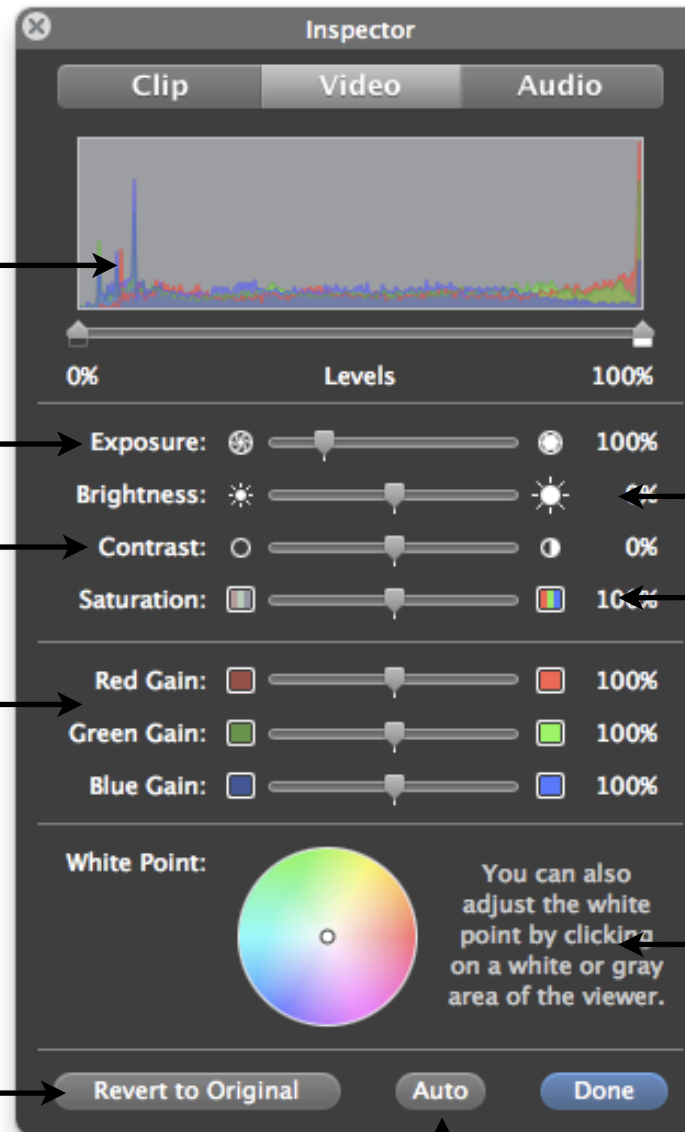 Inspector
Clip Video Audio
0% Levels 100%
Exposure: 100%
Brightness: 0%
Contrast: 0%
Saturation: 100%
Red Gain: 100%
Green Gain: 100%
Blue Gain: 100%
White Point:
You can also
adjust the white
point by clicking
on a white or gray
area of the viewer.
Revert to Original Auto Done